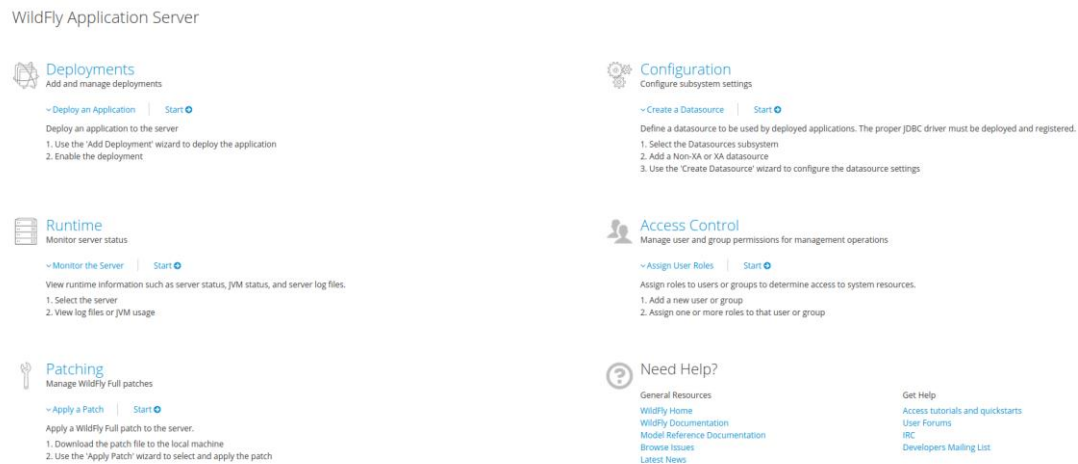 WildFly Application Server
Deployments
Add and manage deployments
Deploy an Application
Start
Deploy an application to the server
1. Use the 'Add Deployment' wizard to deploy the application
2. Enable the deployment
Configuration
Configure subsystem settings
Create a Datasource
Start
Define a datasource to be used by deployed applications. The proper JDBC driver must be deployed and registered.
1. Select the Datasources subsystem
2. Add a Non-XA or XA datasource
3. Use the 'Create Datasource' wizard to configure the datasource settings
Runtime
Monitor server status
Monitor the Server
Start
View runtime information such as server status, JVM status, and server log files.
1. Select the server
2. View log files or JVM usage
Access Control
Manage user and group permissions for management operations
Assign User Roles
Start
Assign roles to users or groups to determine access to system resources.
1. Add a new user or group
2. Assign one or more roles to that user or group
Patching
Manage WildFly Full patches
Apply a Patch
Start
Apply a WildFly Full patch to the server.
1. Download the patch file to the local machine
2. Use the 'Apply Patch' wizard to select and apply the patch
Need Help?
General Resources
WildFly Home
WildFly Documentation
Model Reference Documentation
Browse Issues
Latest News
Get Help
Access tutorials and quickstarts
User Forums
IRC
Developers Mailing List